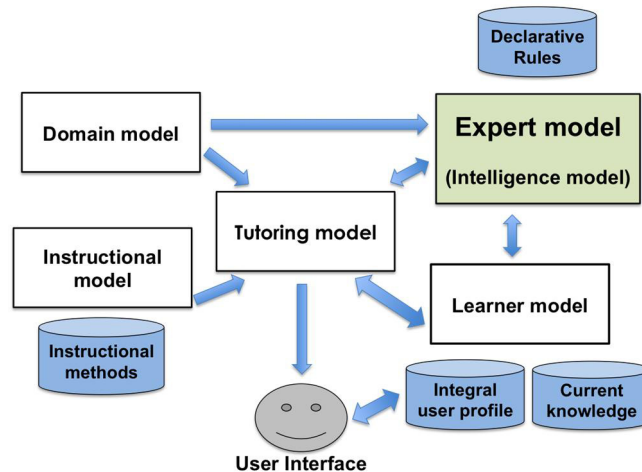 Declarative
Rules
Domain model
Expert model
(Intelligence model)
Tutoring model
Instructional
model
Learner model
Instructional
methods
Integral
user profile
Current
knowledge
User Interface